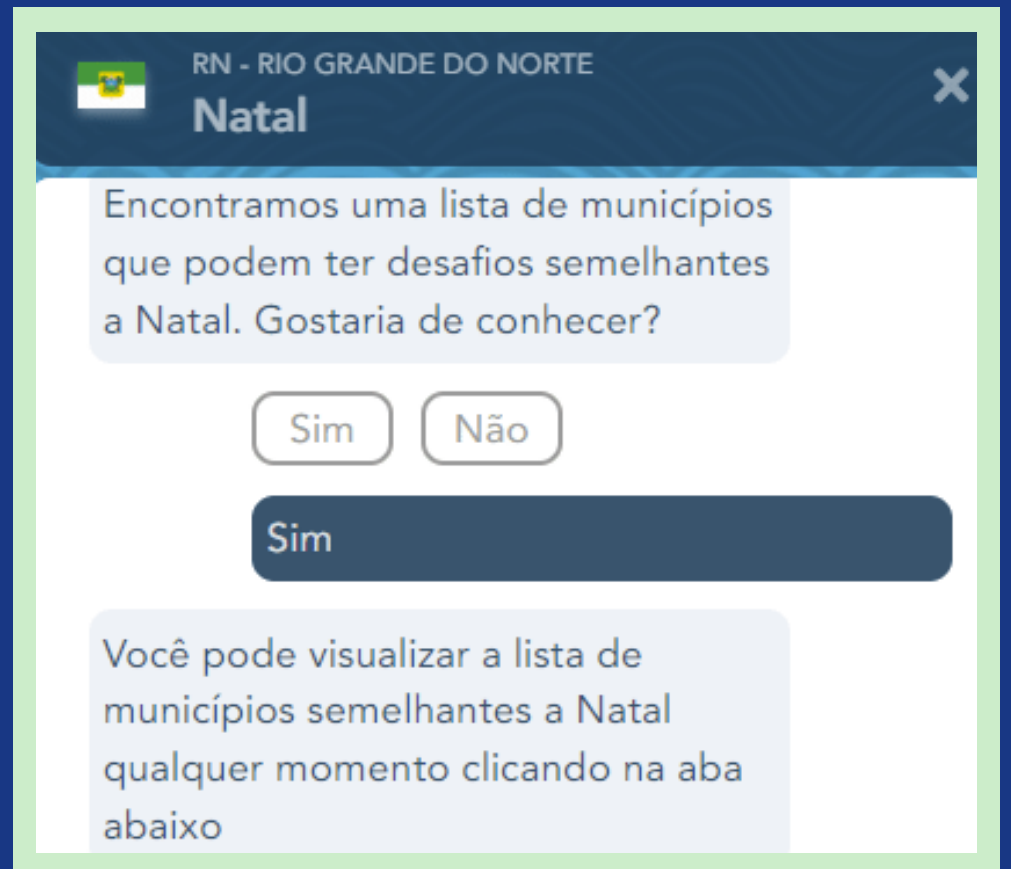 RN - RIO GRANDE DO NORTE
Natal
Encontramos uma lista de municípios
que podem ter desafios semelhantes
a Natal. Gostaria de conhecer?
Sim Não
Sim
Você pode visualizar a lista de
municípios semelhantes a Natal
qualquer momento clicando na aba
abaixo